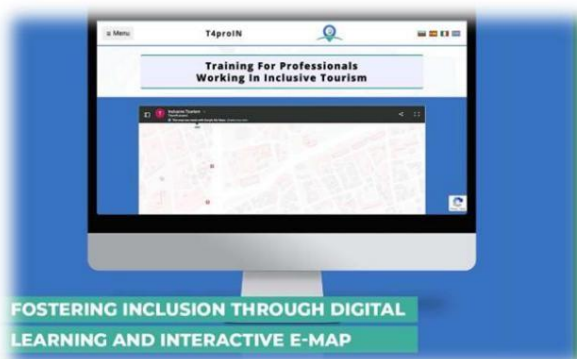 ≡ Menu
T4proIN
Training For Professionals
Working In Inclusive Tourism
Inclusive Tourism
FOSTERING INCLUSION THROUGH DIGITAL
LEARNING AND INTERACTIVE E-MAP